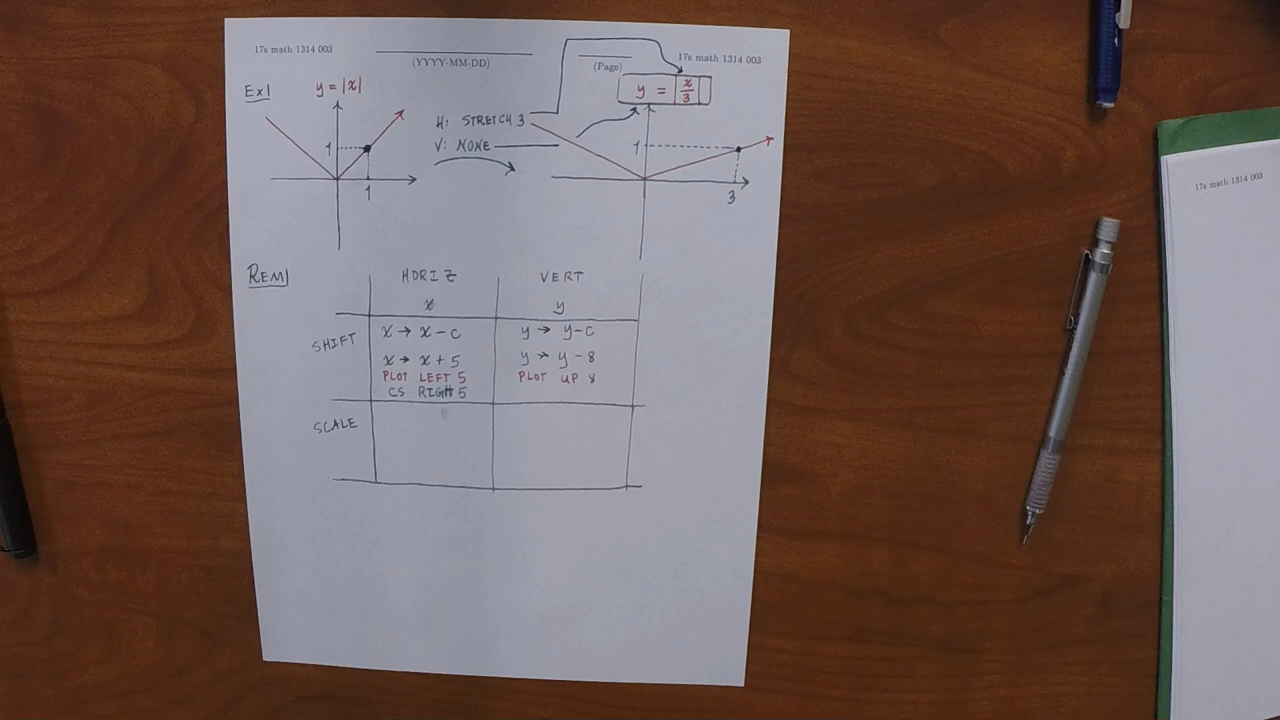 17s math 1314 003
(YYYY-MM-DD)
(Page)
17s math 1314 003
Ex1
y = |x|
1
1
H: STRETCH 3
V: NONE
y = |x/3|
1
3
REM1
HORIZ
VERT
x
y
SHIFT
x → x - c
y → y - c
x → x + 5
y → y - 8
PLOT LEFT 5
PLOT UP 8
CS RIGHT 5
SCALE
17s math 1314 003